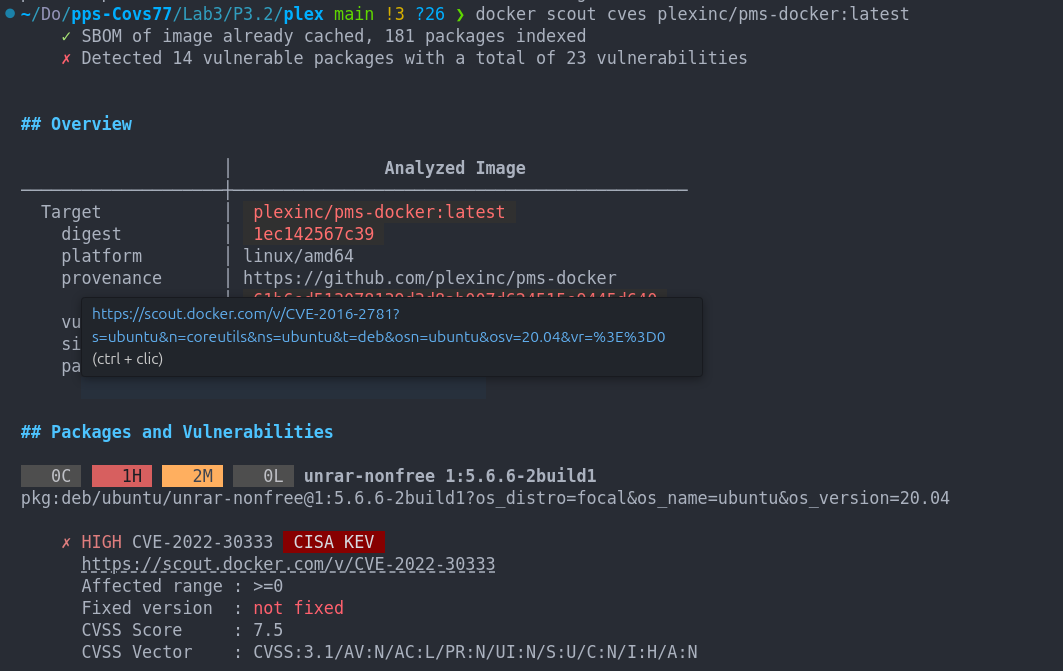 ~/Do/pps-Covs77/Lab3/P3.2/plex main !3 ?26 ❯ docker scout cves plexinc/pms-docker:latest
✓ SBOM of image already cached, 181 packages indexed
✗ Detected 14 vulnerable packages with a total of 23 vulnerabilities
## Overview
│ Analyzed Image
Target │ plexinc/pms-docker:latest
digest │ 1ec142567c39
platform │ linux/amd64
provenance │ https://github.com/plexinc/pms-docker
https://scout.docker.com/v/CVE-2016-2781?
s=ubuntu&n=coreutils&ns=ubuntu&t=deb&osn=ubuntu&osv=20.04&vr=%3E%3D0
(ctrl + clic)
vu
si
pa
## Packages and Vulnerabilities
0C 1H 2M 0L unrar-nonfree 1:5.6.6-2build1
pkg:deb/ubuntu/unrar-nonfree@1:5.6.6-2build1?os_distro=focal&os_name=ubuntu&os_version=20.04
✗ HIGH CVE-2022-30333 CISA KEV
https://scout.docker.com/v/CVE-2022-30333
Affected range : >=0
Fixed version : not fixed
CVSS Score : 7.5
CVSS Vector : CVSS:3.1/AV:N/AC:L/PR:N/UI:N/S:U/C:N/I:H/A:N